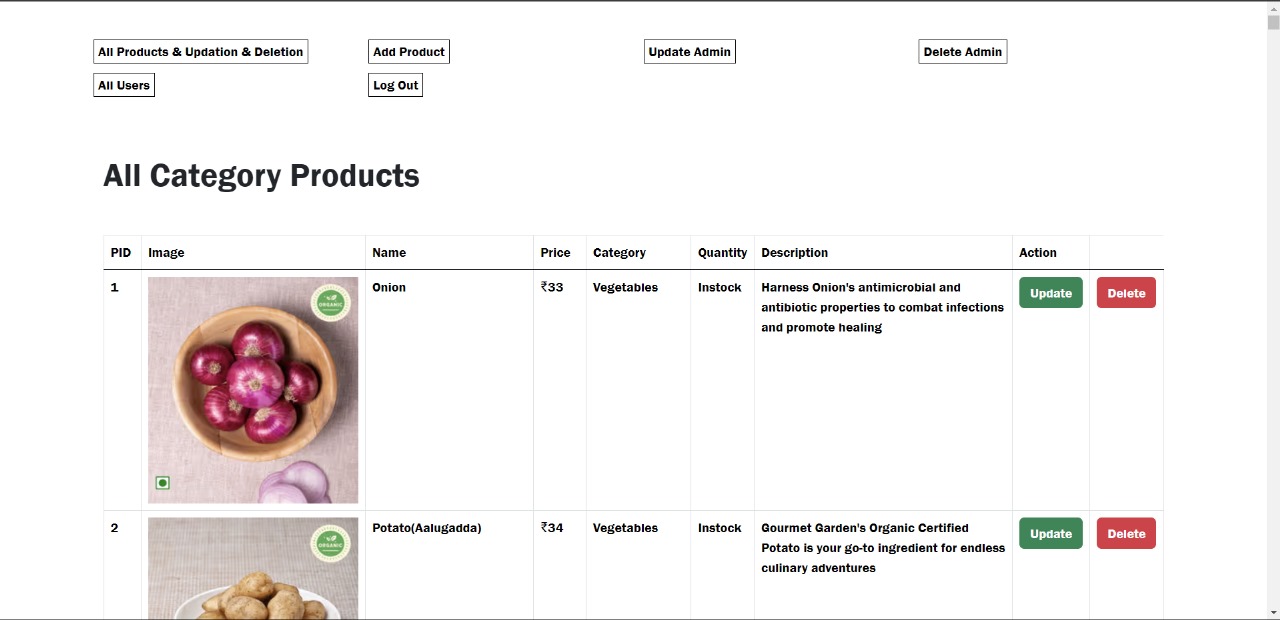 All Products & Updation & Deletion
Add Product
Update Admin
Delete Admin
All Users
Log Out
All Category Products
PID Image Name Price Category Quantity Description Action
1 Onion ₹33 Vegetables Instock Harness Onion's antimicrobial and
antibiotic properties to combat infections
and promote healing
Update Delete
ORGANIC
2 Potato(Aalugadda) ₹34 Vegetables Instock Gourmet Garden's Organic Certified
Potato is your go-to ingredient for endless
culinary adventures
Update Delete
ORGANIC